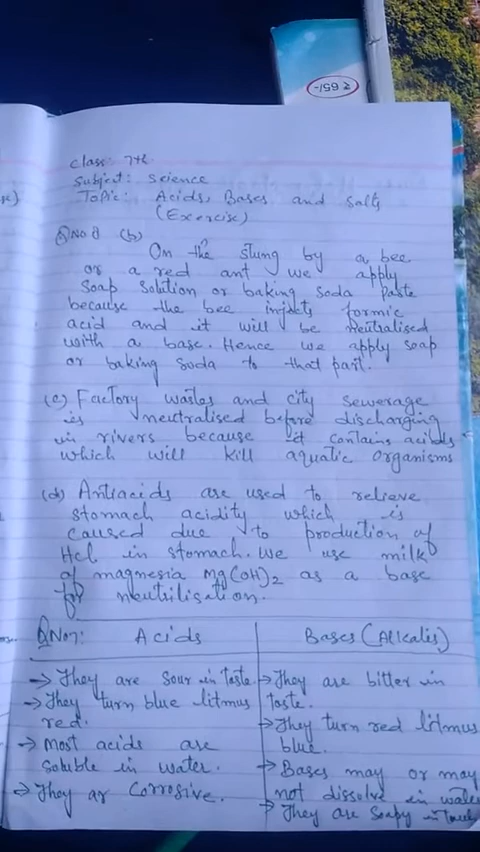 ₹ 65/-
Class: 7th
Subject: Science
Topic: Acids, Bases and Salts
(Exercise)
QNo 8 (b)
On the stung by a bee
or a red ant we apply
soap solution or baking soda paste
because the bee injects formic
acid and it will be neutralised
with a base. Hence we apply soap
or baking soda to that part.
(c) Factory wastes and city sewerage
is neutralised before discharging
in rivers because it contains acids
which will kill aquatic organisms
(d) Antiacids are used to relieve
stomach acidity which is
caused due to production of
Hcl in stomach. We use milk
of magnesia Mg(OH)2 as a base
for neutrilisation.
QNo7: Acids Bases (Alkalis)
→ They are sour in taste → They are bitter in
→ They turn blue litmus taste.
red. → They turn red litmus
→ Most acids are blue.
soluble in water. → Bases may or may
→ They ar corrosive. not dissolve in water
→ They are soapy in